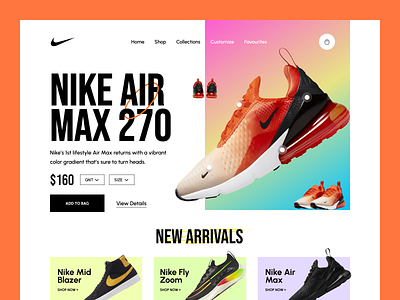 Home Shop Collections Customize Favourites
NIKE AIR
MAX 270
Nike's 1st lifestyle Air Max returns with a vibrant
color gradient that's sure to turn heads.
$160 QNT SIZE
ADD TO BAG View Details
NEW ARRIVALS
Nike Mid
Blazer
SHOP NOW
Nike Fly
Zoom
SHOP NOW
Nike Air
Max
SHOP NOW